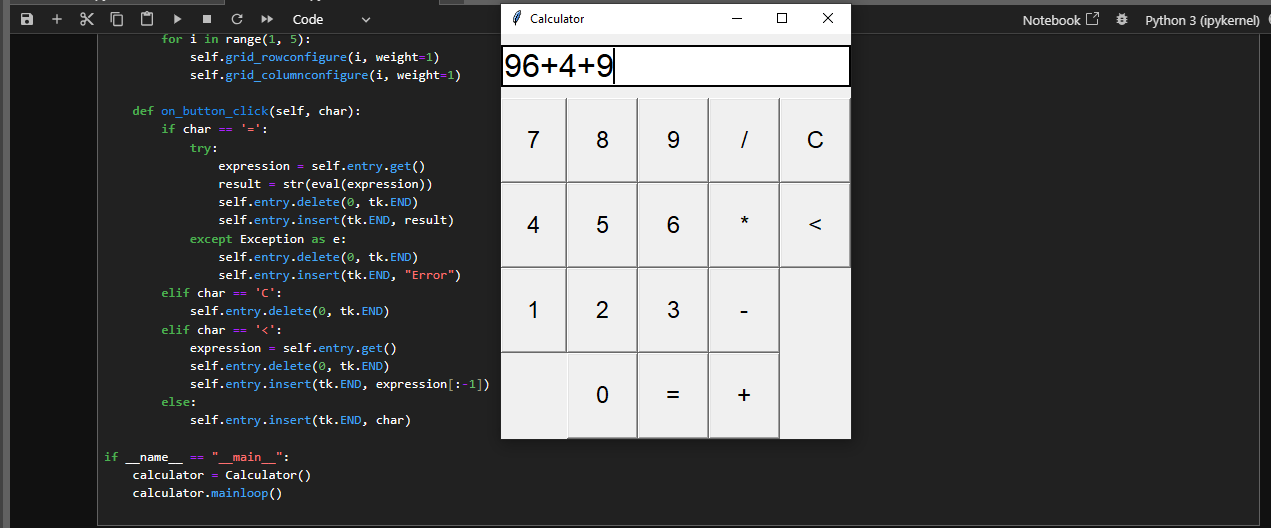 Code
Notebook
Python 3 (ipykernel)
for i in range(1, 5):
self.grid_rowconfigure(i, weight=1)
self.grid_columnconfigure(i, weight=1)
def on_button_click(self, char):
if char == '=':
try:
expression = self.entry.get()
result = str(eval(expression))
self.entry.delete(0, tk.END)
self.entry.insert(tk.END, result)
except Exception as e:
self.entry.delete(0, tk.END)
self.entry.insert(tk.END, "Error")
elif char == 'C':
self.entry.delete(0, tk.END)
elif char == '<':
expression = self.entry.get()
self.entry.delete(0, tk.END)
self.entry.insert(tk.END, expression[:-1])
else:
self.entry.insert(tk.END, char)
if __name__ == "__main__":
calculator = Calculator()
calculator.mainloop()
Calculator
96+4+9
7 8 9 / C
4 5 6 * <
1 2 3 -
0 = +